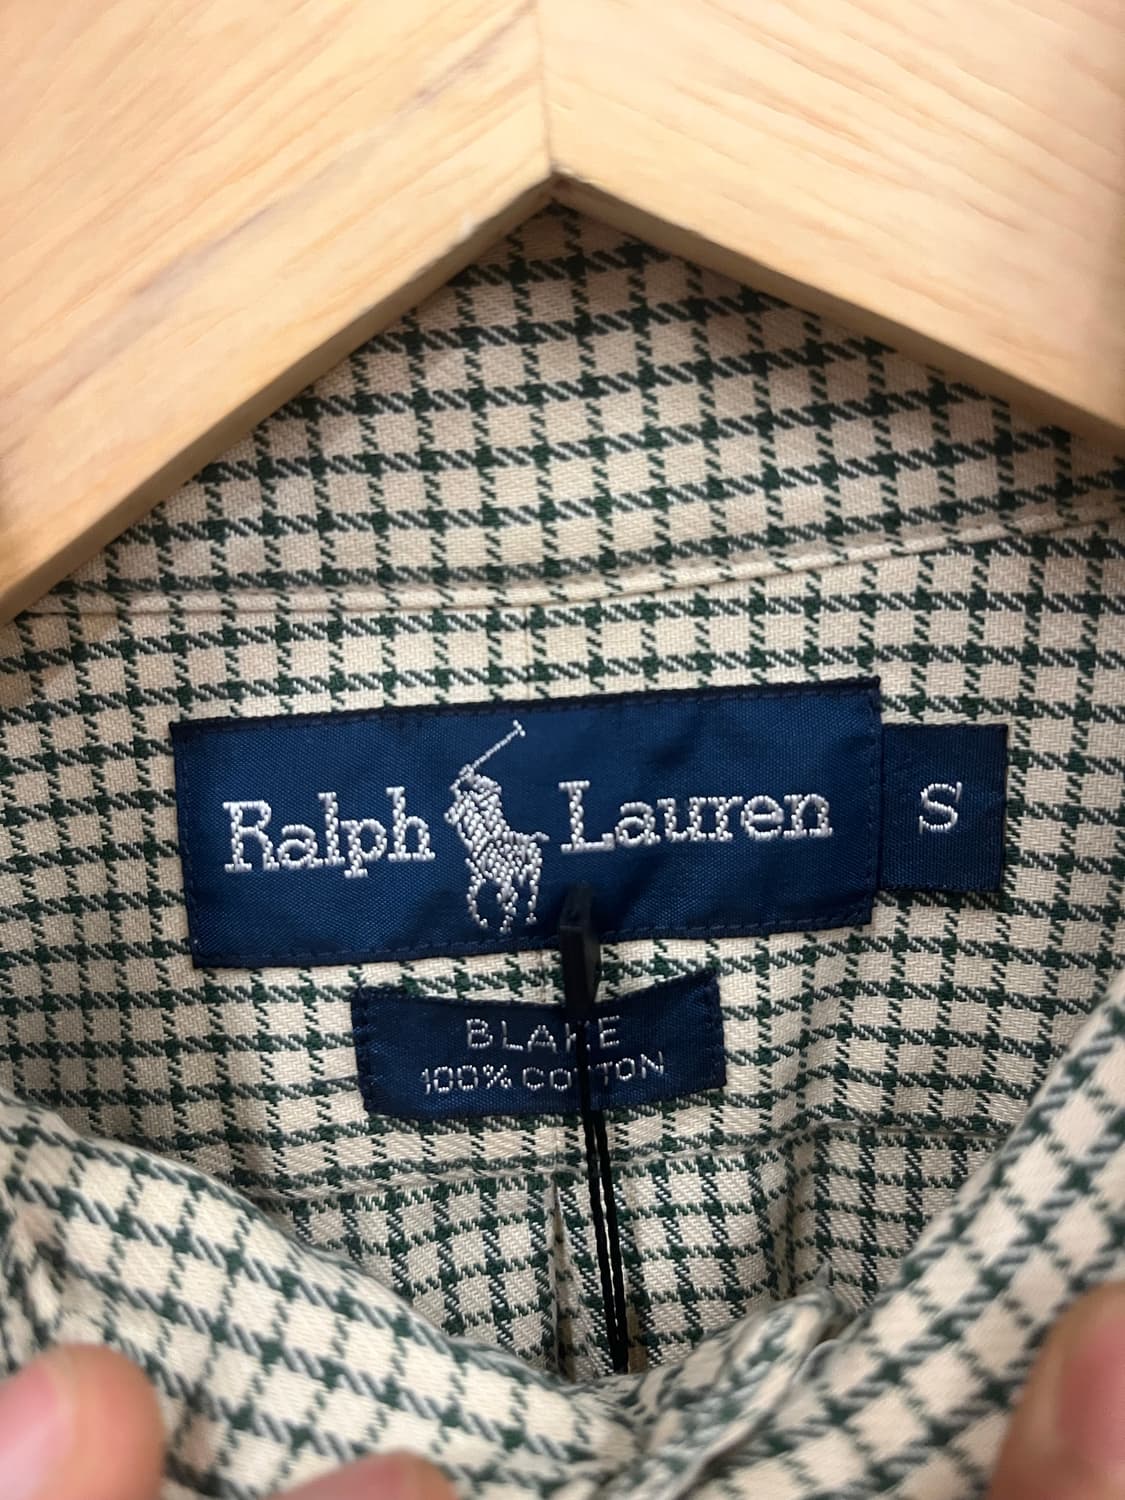 Ralph Lauren S
BLAKE
100% COTTON